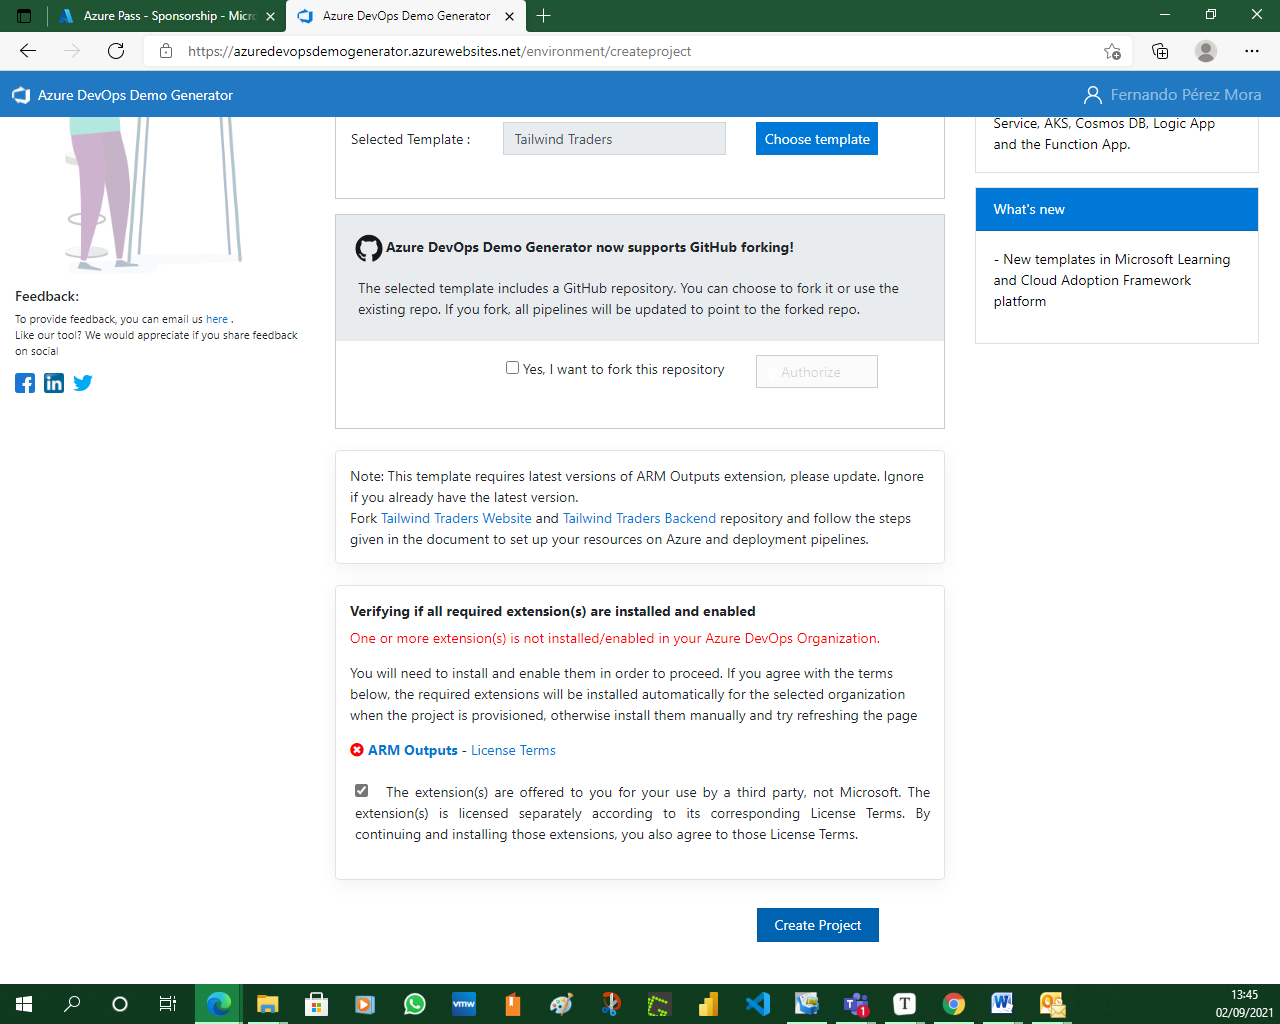 Azure Pass - Sponsorship - Micro
Azure DevOps Demo Generator
https://azuredevopsdemogenerator.azurewebsites.net/environment/createproject
Azure DevOps Demo Generator
Fernando Pérez Mora
Selected Template :
Tailwind Traders
Choose template
Service, AKS, Cosmos DB, Logic App
and the Function App.
What's new
- New templates in Microsoft Learning
and Cloud Adoption Framework
platform
Azure DevOps Demo Generator now supports GitHub forking!
The selected template includes a GitHub repository. You can choose to fork it or use the
existing repo. If you fork, all pipelines will be updated to point to the forked repo.
Yes, I want to fork this repository
Authorize
Feedback:
To provide feedback, you can email us here .
Like our tool? We would appreciate if you share feedback
on social
Note: This template requires latest versions of ARM Outputs extension, please update. Ignore
if you already have the latest version.
Fork Tailwind Traders Website and Tailwind Traders Backend repository and follow the steps
given in the document to set up your resources on Azure and deployment pipelines.
Verifying if all required extension(s) are installed and enabled
One or more extension(s) is not installed/enabled in your Azure DevOps Organization.
You will need to install and enable them in order to proceed. If you agree with the terms
below, the required extensions will be installed automatically for the selected organization
when the project is provisioned, otherwise install them manually and try refreshing the page
ARM Outputs - License Terms
The extension(s) are offered to you for your use by a third party, not Microsoft. The
extension(s) is licensed separately according to its corresponding License Terms. By
continuing and installing those extensions, you also agree to those License Terms.
Create Project
vmw
1
T
13:45
02/09/2021